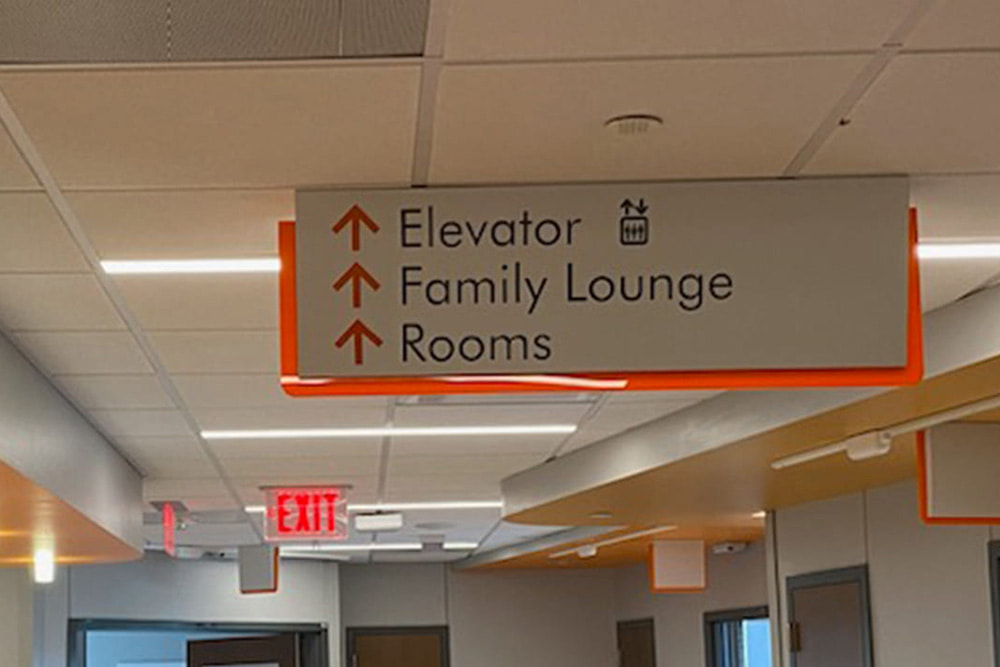 ↑ Elevator
↑ Family Lounge
↑ Rooms
EXIT